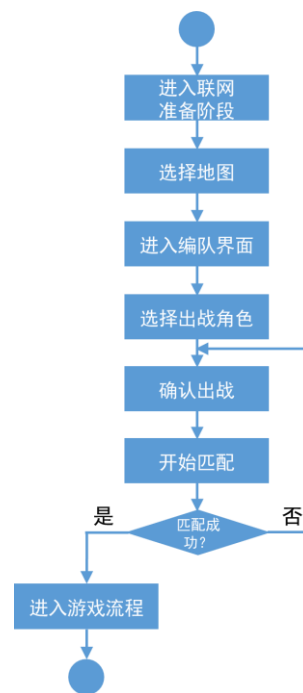 进入联网
准备阶段
选择地图
进入编队界面
选择出战角色
确认出战
开始匹配
是
匹配成
功?
否
进入游戏流程